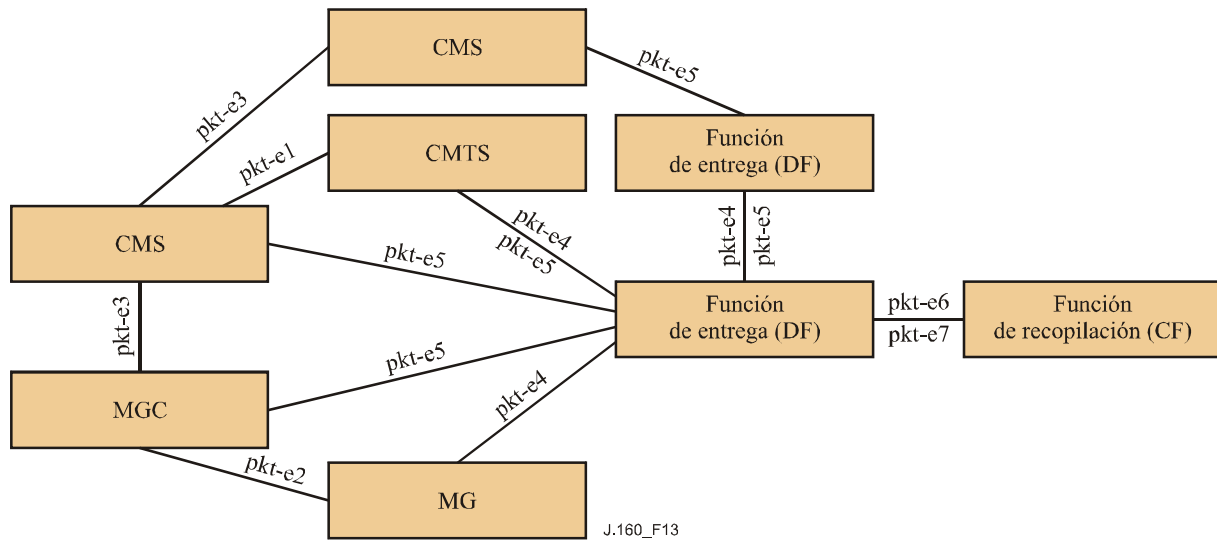 CMS
pkt-e5
pkt-e3
CMTS
Función
de entrega (DF)
pkt-e1
CMS
pkt-e4
pkt-e5
pkt-e4
pkt-e5
pkt-e5
pkt-e3
Función
de entrega (DF)
pkt-e6
pkt-e7
Función
de recopilación (CF)
MGC
pkt-e5
pkt-e4
pkt-e2
MG
J.160_F13